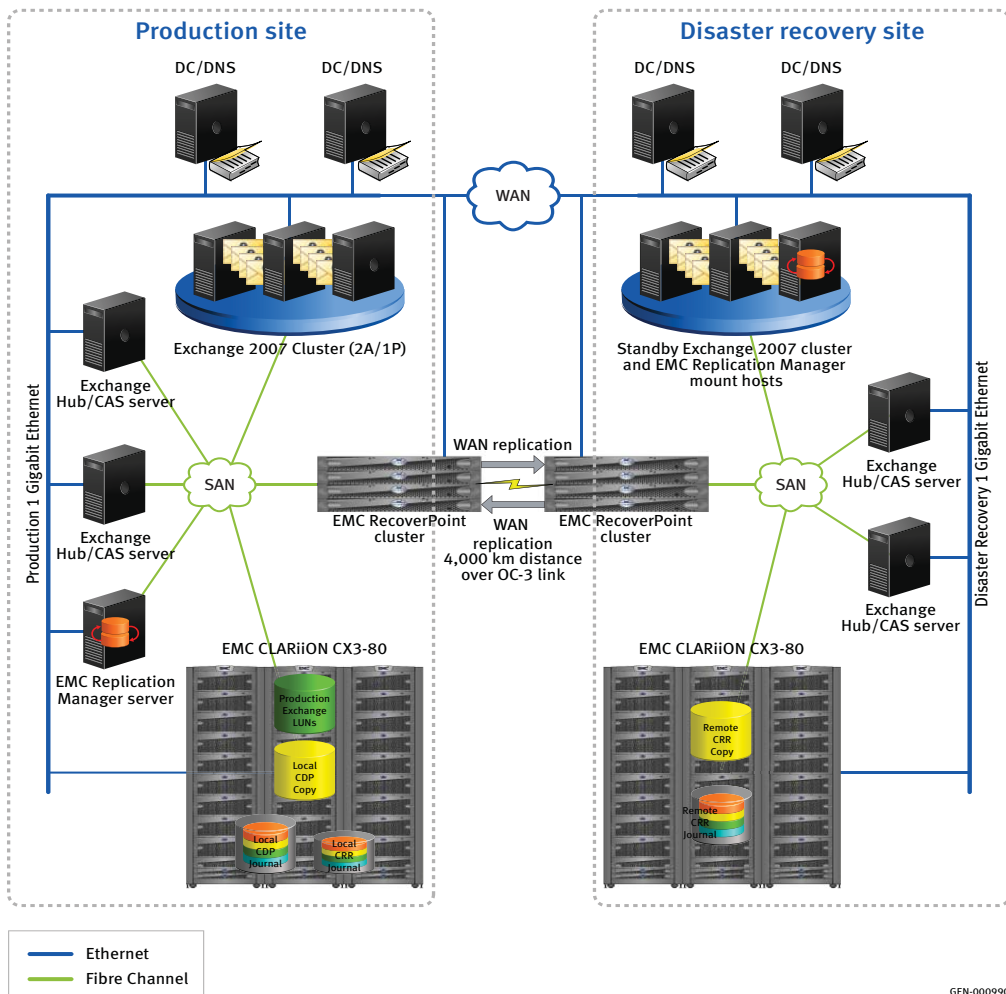 Production site
Disaster recovery site
DC/DNS
DC/DNS
DC/DNS
DC/DNS
WAN
Exchange 2007 Cluster (2A/1P)
Standby Exchange 2007 cluster
and EMC Replication Manager
mount hosts
Exchange
Hub/CAS server
Exchange
Hub/CAS server
Production 1 Gigabit Ethernet
Disaster Recovery 1 Gigabit Ethernet
SAN
SAN
WAN replication
EMC RecoverPoint
cluster
EMC RecoverPoint
cluster
WAN
replication
4,000 km distance
over OC-3 link
Exchange
Hub/CAS server
Exchange
Hub/CAS server
EMC Replication
Manager server
EMC CLARiiON CX3-80
EMC CLARiiON CX3-80
Production
Exchange
LUNs
Local
CDP
Copy
Local
CDP
Journal
Local
CRR
Journal
Remote
CRR
Copy
Remote
CRR
Journal
Ethernet
Fibre Channel
GEN-000990